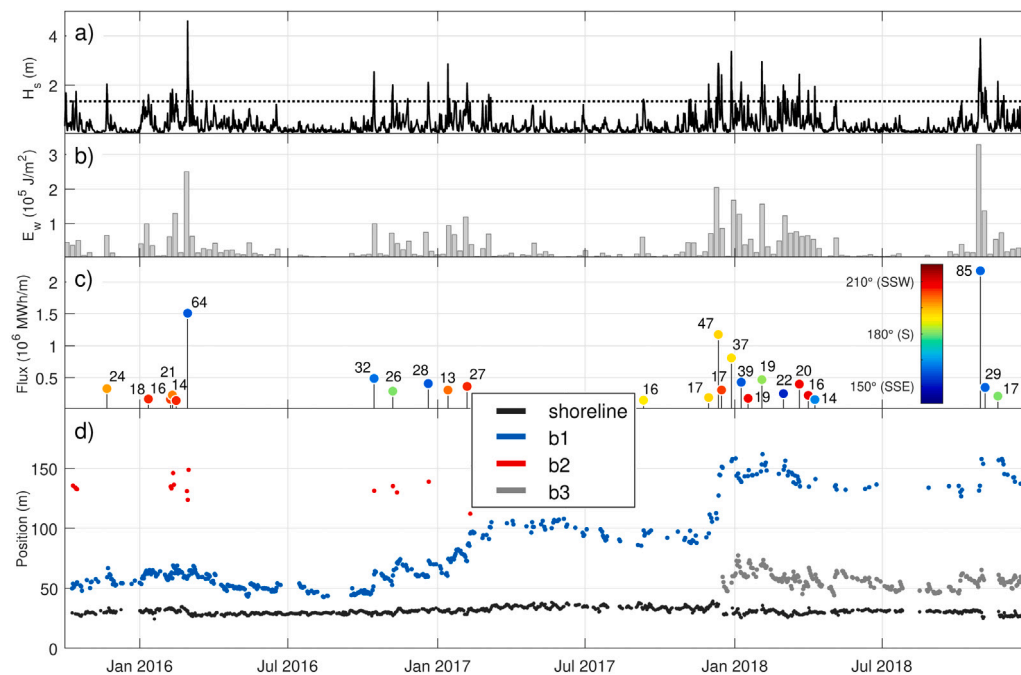 a)
H_s (m)
4
2
0
b)
E_w (10^5 J/m^2)
3
2
1
0
c)
Flux (10^6 MWh/m)
2
1.5
1
0.5
24
18
16
21
14
64
32
26
28
13
27
16
17
47
17
37
39
19
19
22
20
16
14
85
29
17
210° (SSW)
180° (S)
150° (SSE)
d)
Position (m)
150
100
50
0
shoreline
b1
b2
b3
Jan 2016
Jul 2016
Jan 2017
Jul 2017
Jan 2018
Jul 2018